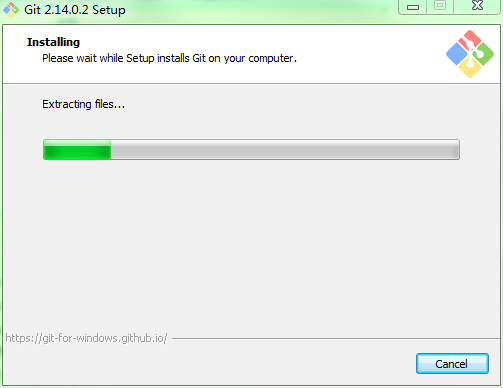 Git 2.14.0.2 Setup
Installing
Please wait while Setup installs Git on your computer.
Extracting files...
https://git-for-windows.github.io/
Cancel